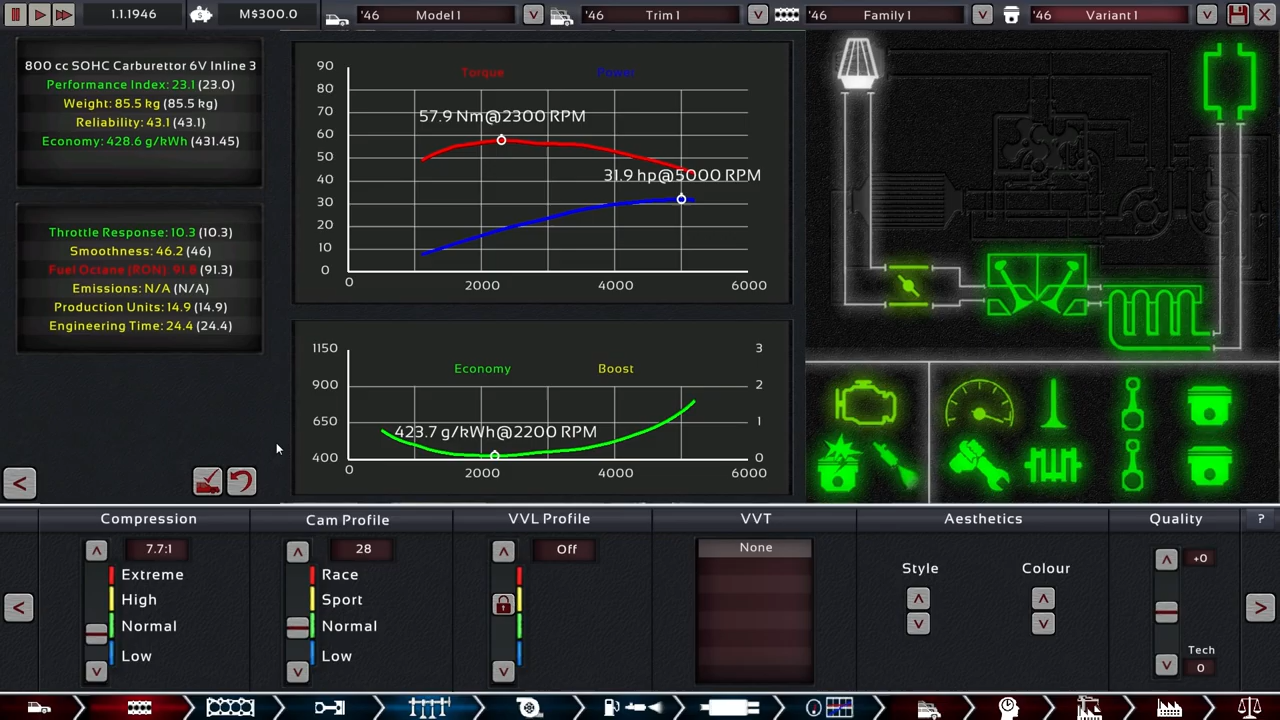 1.1.1946
M$300.0
'46 Model 1
'46 Trim 1
'46 Family 1
'46 Variant 1
800 cc SOHC Carburettor 6V Inline 3
Performance Index: 23.1 (23.0)
Weight: 85.5 kg (85.5 kg)
Reliability: 43.1 (43.1)
Economy: 428.6 g/kWh (431.45)
Throttle Response: 10.3 (10.3)
Smoothness: 46.2 (46)
Fuel Octane (RON): 91.8 (91.3)
Emissions: N/A (N/A)
Production Units: 14.9 (14.9)
Engineering Time: 24.4 (24.4)
90
80
70
60
50
40
30
20
10
0
Torque
Power
57.9 Nm@2300 RPM
31.9 hp@5000 RPM
0
2000
4000
6000
1150
900
650
400
Economy
Boost
3
2
1
0
423.7 g/kWh@2200 RPM
0
2000
4000
6000
<
Compression
7.7:1
Extreme
High
Normal
Low
Cam Profile
28
Race
Sport
Normal
Low
VVL Profile
Off
VVT
None
Aesthetics
Style
Colour
Quality
?
+0
Tech
0
<
>